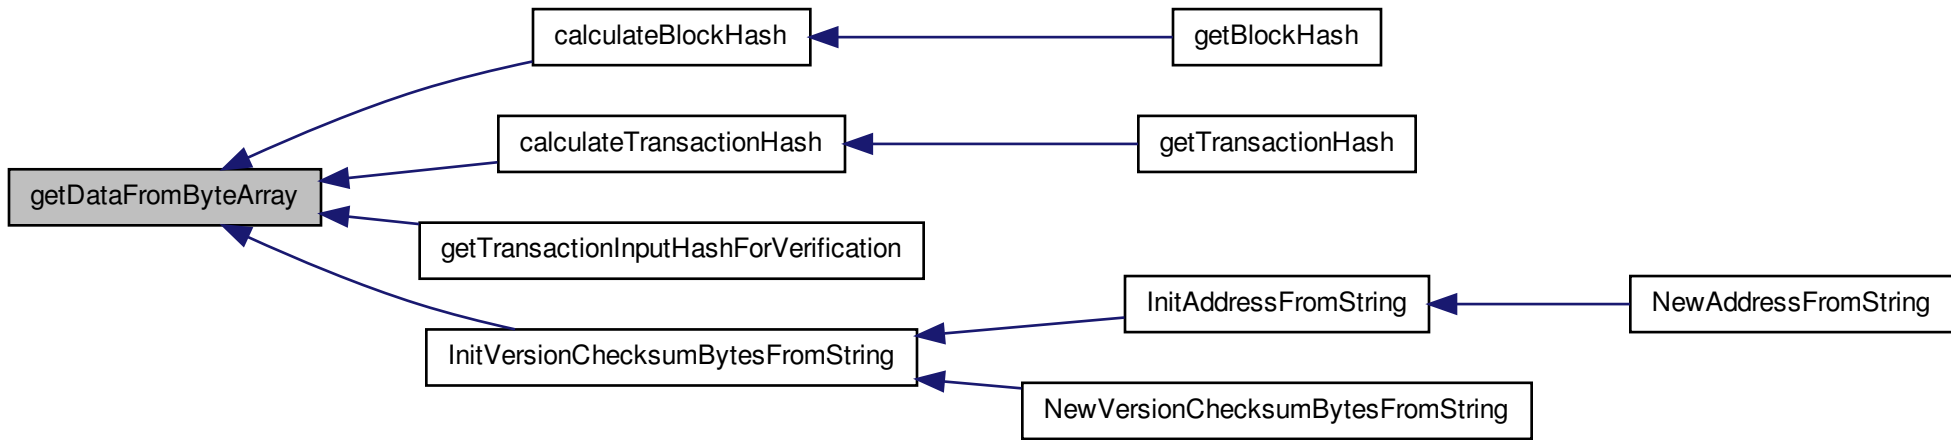 calculateBlockHash
getBlockHash
calculateTransactionHash
getTransactionHash
getDataFromByteArray
getTransactionInputHashForVerification
InitAddressFromString
NewAddressFromString
InitVersionChecksumBytesFromString
NewVersionChecksumBytesFromString